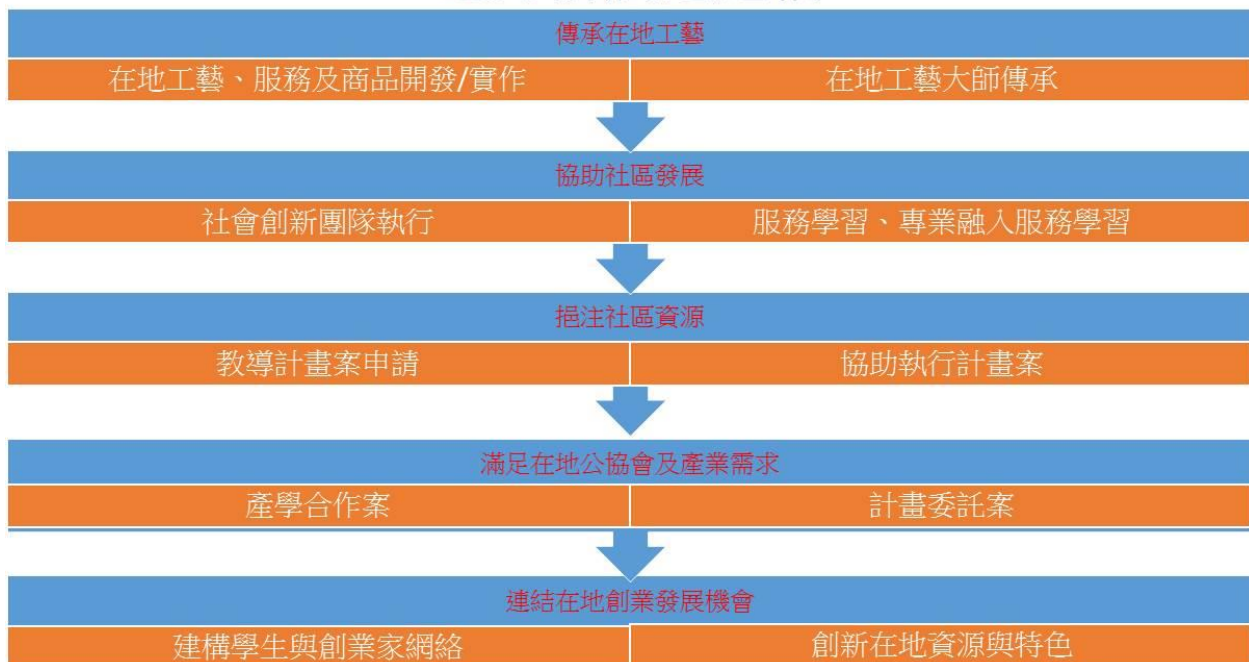 傳承在地工藝
在地工藝、服務及商品開發/實作
在地工藝大師傳承
協助社區發展
社會創新團隊執行
服務學習、專業融入服務學習
挹注社區資源
教導計畫案申請
協助執行計畫案
滿足在地公協會及產業需求
產學合作案
計畫委託案
連結在地創業發展機會
建構學生與創業家網絡
創新在地資源與特色